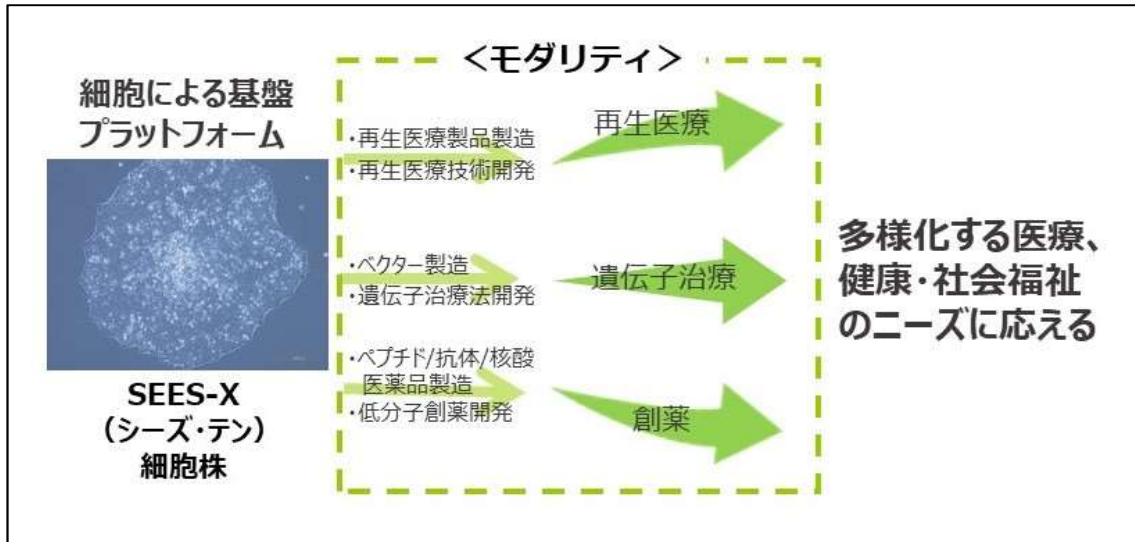 <モダリティ>
細胞による基盤
プラットフォーム
SEES-X
(シーズ・テン)
細胞株
・再生医療製品製造
・再生医療技術開発
再生医療
・ベクター製造
・遺伝子治療法開発
遺伝子治療
・ペプチド/抗体/核酸
医薬品製造
・低分子創薬開発
創薬
多様化する医療、
健康・社会福祉
のニーズに応える